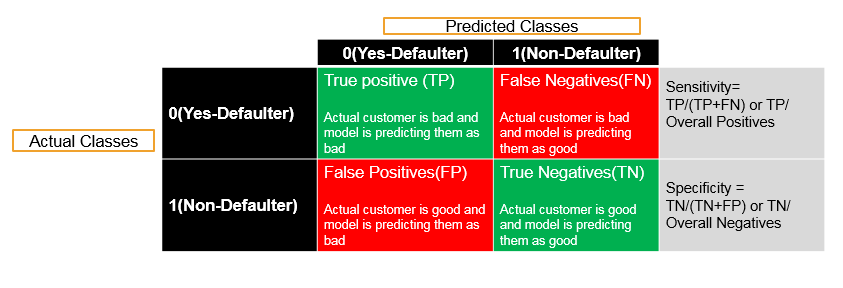 Predicted Classes
0(Yes-Defaulter)
1(Non-Defaulter)
Actual Classes
0(Yes-Defaulter)
True positive (TP)
Actual customer is bad and
model is predicting them as
bad
False Negatives(FN)
Actual customer is bad
and model is predicting
them as good
Sensitivity=
TP/(TP+FN) or TP/
Overall Positives
1(Non-Defaulter)
False Positives(FP)
Actual customer is good and
model is predicting them as
bad
True Negatives(TN)
Actual customer is good
and model is predicting
them as good
Specificity =
TN/(TN+FP) or TN/
Overall Negatives